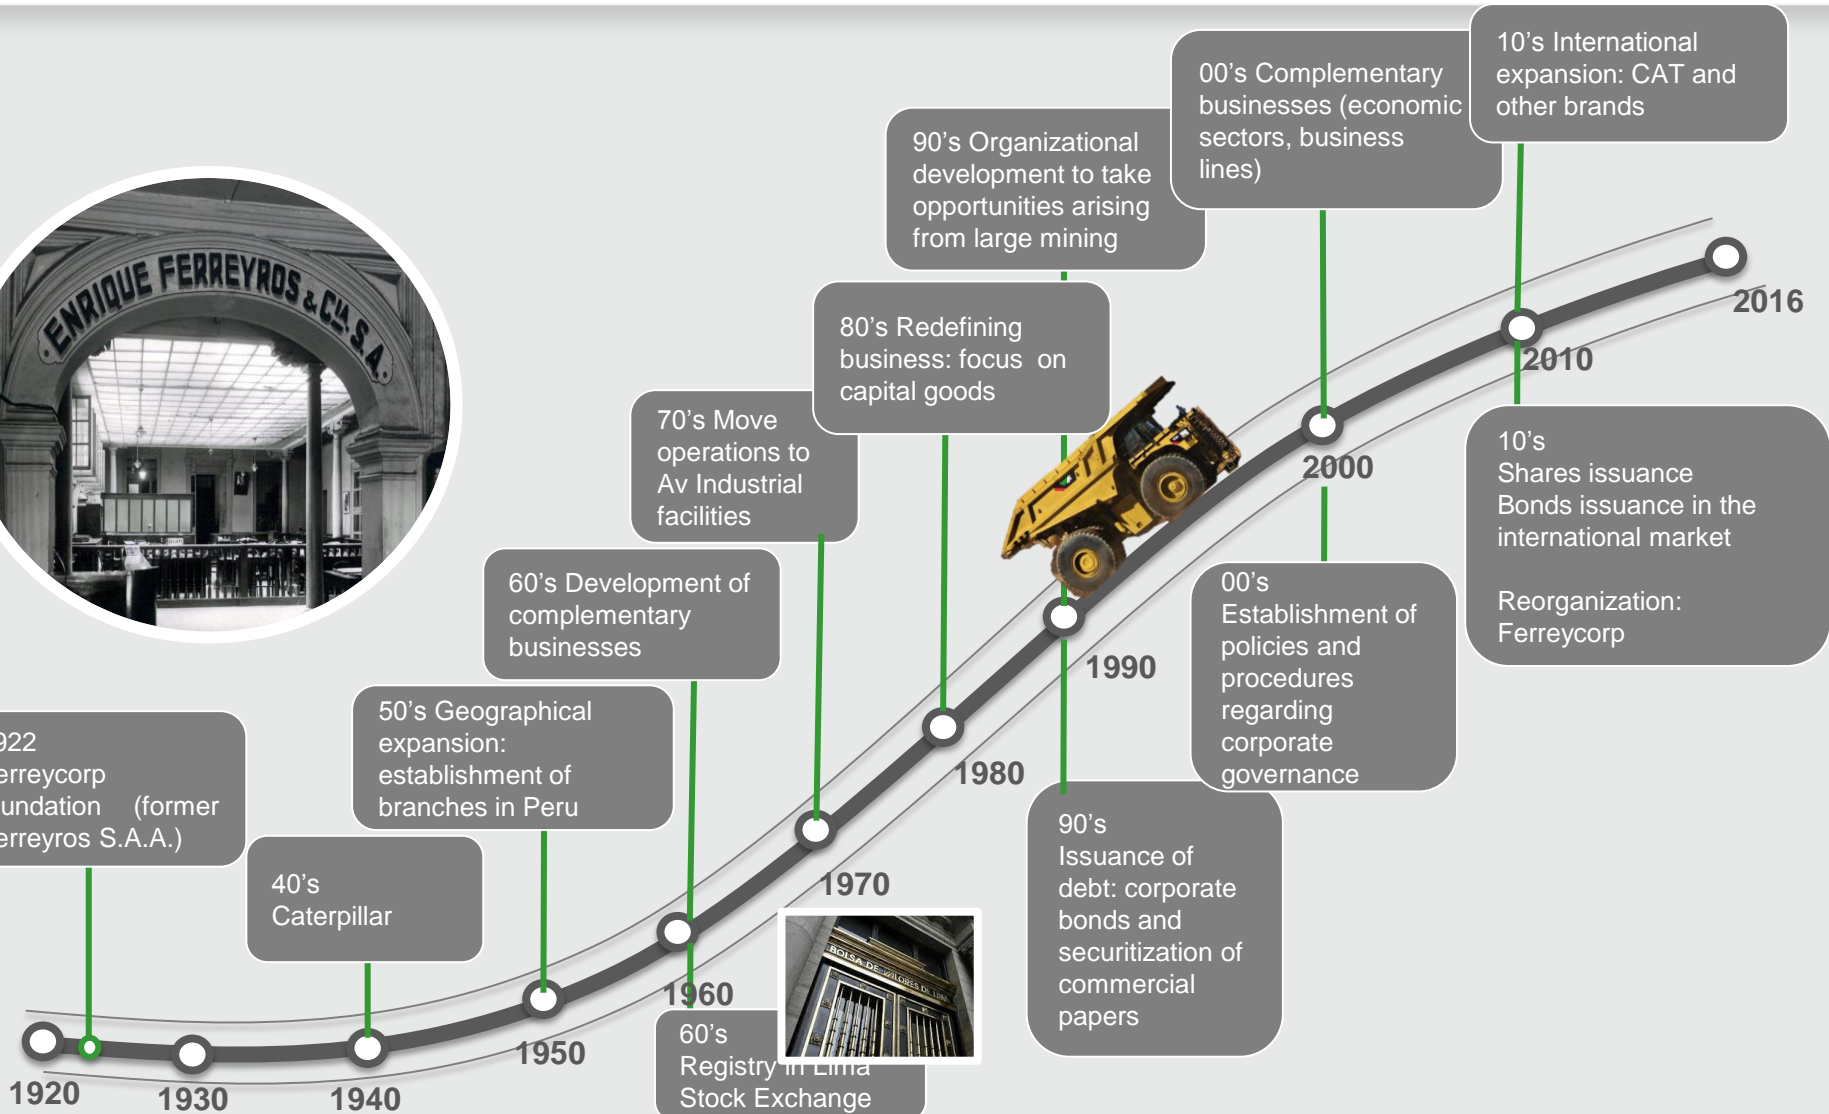 ENRIQUE FERREYROS & CIA. S.A.
922
erreycorp
undation (former
erreyros S.A.A.)
40's
Caterpillar
50's Geographical
expansion:
establishment of
branches in Peru
60's Development of
complementary
businesses
70's Move
operations to
Av Industrial
facilities
80's Redefining
business: focus on
capital goods
90's Organizational
development to take
opportunities arising
from large mining
00's Complementary
businesses (economic
sectors, business
lines)
10's International
expansion: CAT and
other brands
1920
1930
1940
1950
1960
1970
1980
1990
2000
2010
2016
60's
Registry in Lima
Stock Exchange
BOLSA DE VALORES DE LIMA
90's
Issuance of
debt: corporate
bonds and
securitization of
commercial
papers
00's
Establishment of
policies and
procedures
regarding
corporate
governance
10's
Shares issuance
Bonds issuance in the
international market
Reorganization:
Ferreycorp